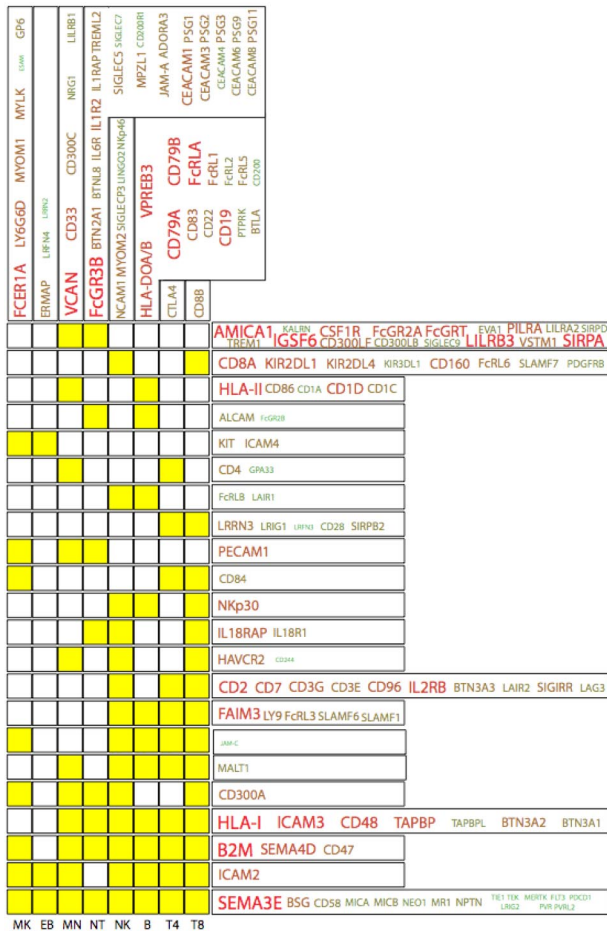 FCER1A LY6G6D MYOM1 MYLK ESAM GP6
ERMAP LRFN4 LRRN2
VCAN CD33 CD300C NRG1 LILRB1
FcGR3B BTN2A1 BTNL8 IL6R IL1R2 IL1RAP TREML2
NCAM1 MYOM2 SIGLECP3 LINGO2 NKp46 SIGLEC5 SIGLEC7
HLA-DOA/B VPREB3 MPZL1 CD200R1
JAM-A ADORA3
CEACAM1 PSG1
CEACAM3 PSG2
CEACAM4 PSG3
CEACAM6 PSG9
CEACAM8 PSG11
CD79A CD79B
CD83 FcRLA
CD22 FcRL1
CD19 FcRL2
PTPRK FcRL5
BTLA CD200
CTLA4
CD8B
AMICA1 KALRN CSF1R FcGR2A FcGRT EVA1 PILRA LILRA2 SIRPD
TREM1 IGSF6 CD300LF CD300LB SIGLEC9 LILRB3 VSTM1 SIRPA
CD8A KIR2DL1 KIR2DL4 KIR3DL1 CD160 FcRL6 SLAMF7 PDGFRB
HLA-II CD86 CD1A CD1D CD1C
ALCAM FcGR2B
KIT ICAM4
CD4 GPA33
FcRLB LAIR1
LRRN3 LRIG1 LRFN3 CD28 SIRPB2
PECAM1
CD84
NKp30
IL18RAP IL18R1
HAVCR2 CD244
CD2 CD7 CD3G CD3E CD96 IL2RB BTN3A3 LAIR2 SIGIRR LAG3
FAIM3 LY9 FcRL3 SLAMF6 SLAMF1
JAM-C
MALT1
CD300A
HLA-I ICAM3 CD48 TAPBP TAPBPL BTN3A2 BTN3A1
B2M SEMA4D CD47
ICAM2
SEMA3E BSG CD58 MICA MICB NEO1 MR1 NPTN TIE1 TEK MERTK FLT3 PDCD1
LRIG2 PVR PVRL2
MK EB MN NT NK B T4 T8